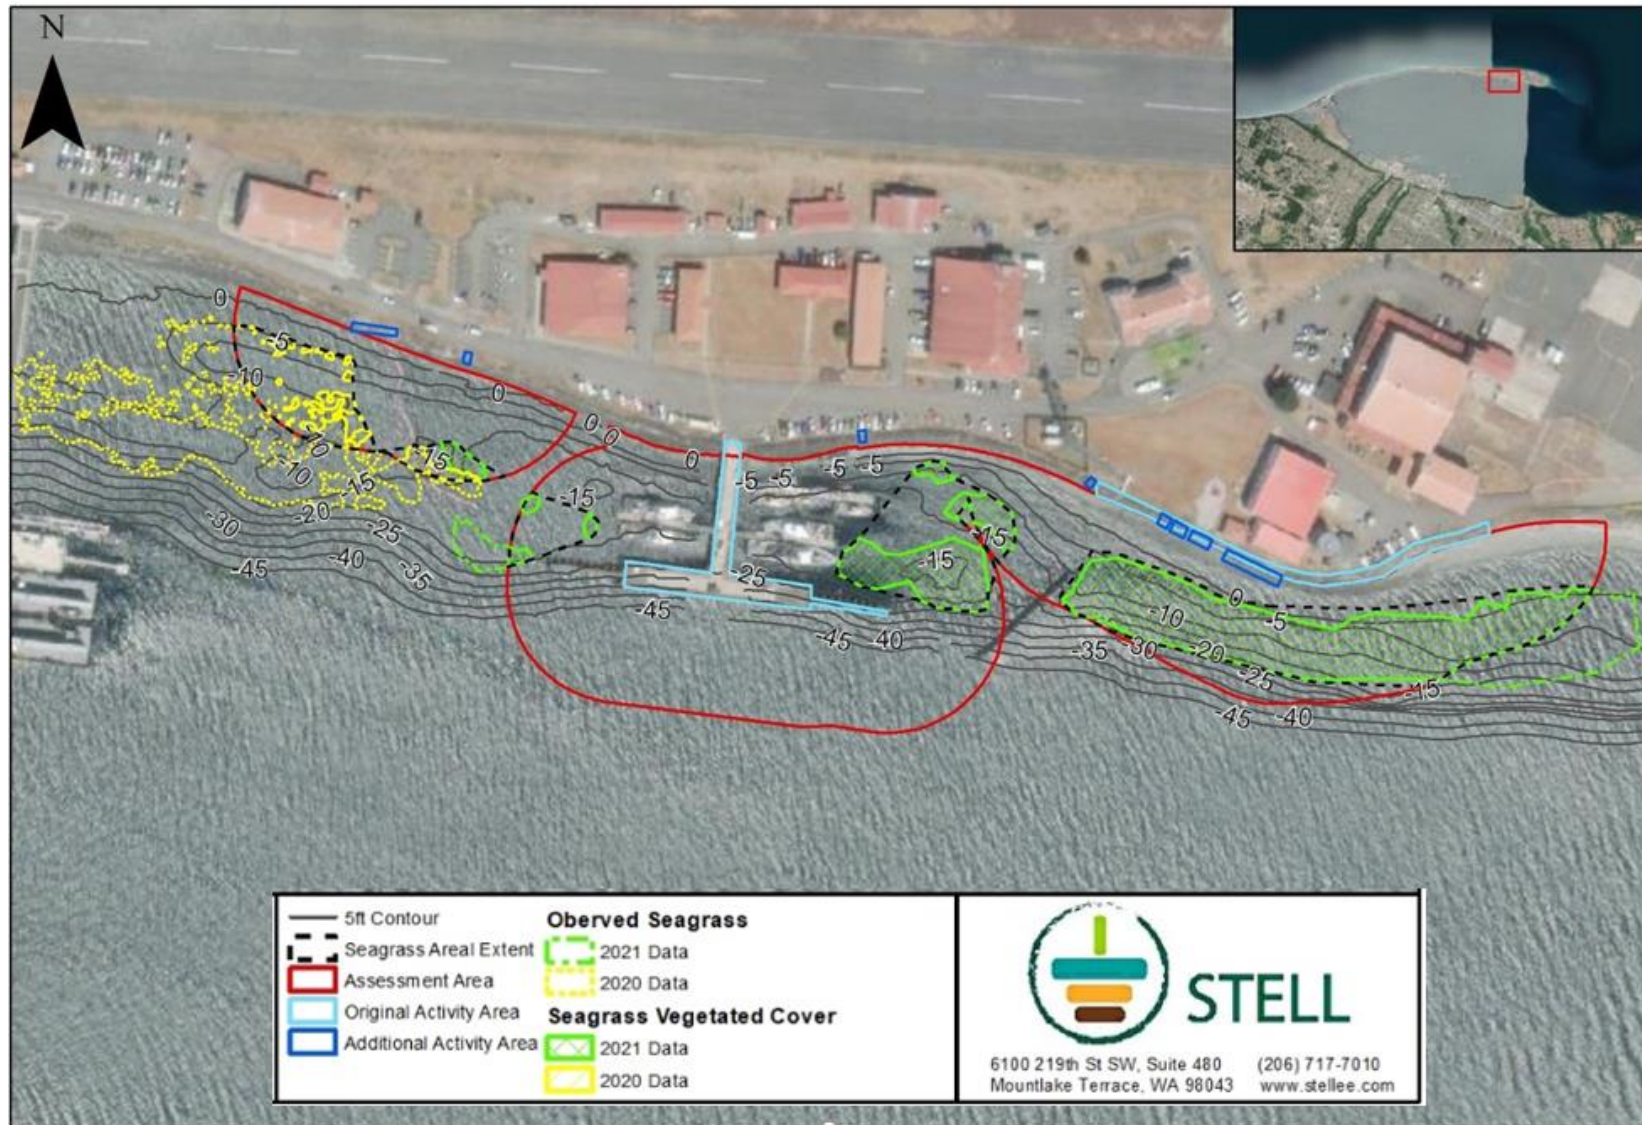 N
0
-5
-10
0
10
-10
-15
-20
-25
-30
-40
-35
-45
15
0
0
-15
0
-5
-5
-5
-5
-25
-45
-45
-40
-15
15
0
-5
-10
-20
-30
-35
-25
-15
-45
-40
5ft Contour
Seagrass Areal Extent
Assessment Area
Original Activity Area
Additional Activity Area
Oberved Seagrass
2021 Data
2020 Data
Seagrass Vegetated Cover
2021 Data
2020 Data
STELL
6100 219th St SW, Suite 480 (206) 717-7010
Mountlake Terrace, WA 98043 www.stellee.com